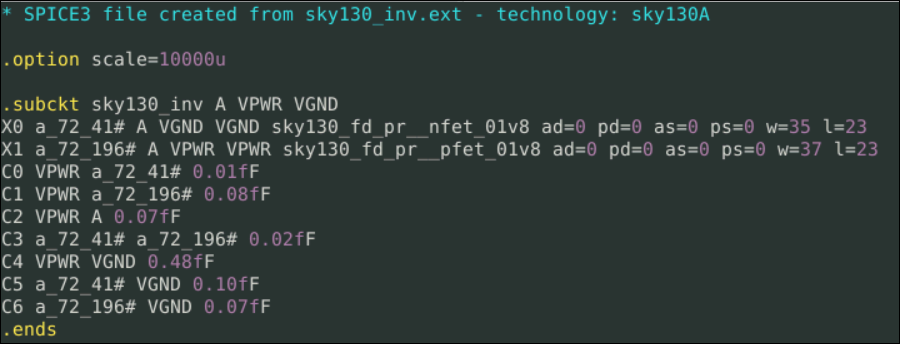 * SPICE3 file created from sky130_inv.ext - technology: sky130A
.option scale=10000u
.subckt sky130_inv A VPWR VGND
X0 a_72_41# A VGND VGND sky130_fd_pr__nfet_01v8 ad=0 pd=0 as=0 ps=0 w=35 l=23
X1 a_72_196# A VPWR VPWR sky130_fd_pr__pfet_01v8 ad=0 pd=0 as=0 ps=0 w=37 l=23
C0 VPWR a_72_41# 0.01fF
C1 VPWR a_72_196# 0.08fF
C2 VPWR A 0.07fF
C3 a_72_41# a_72_196# 0.02fF
C4 VPWR VGND 0.48fF
C5 a_72_41# VGND 0.10fF
C6 a_72_196# VGND 0.07fF
.ends